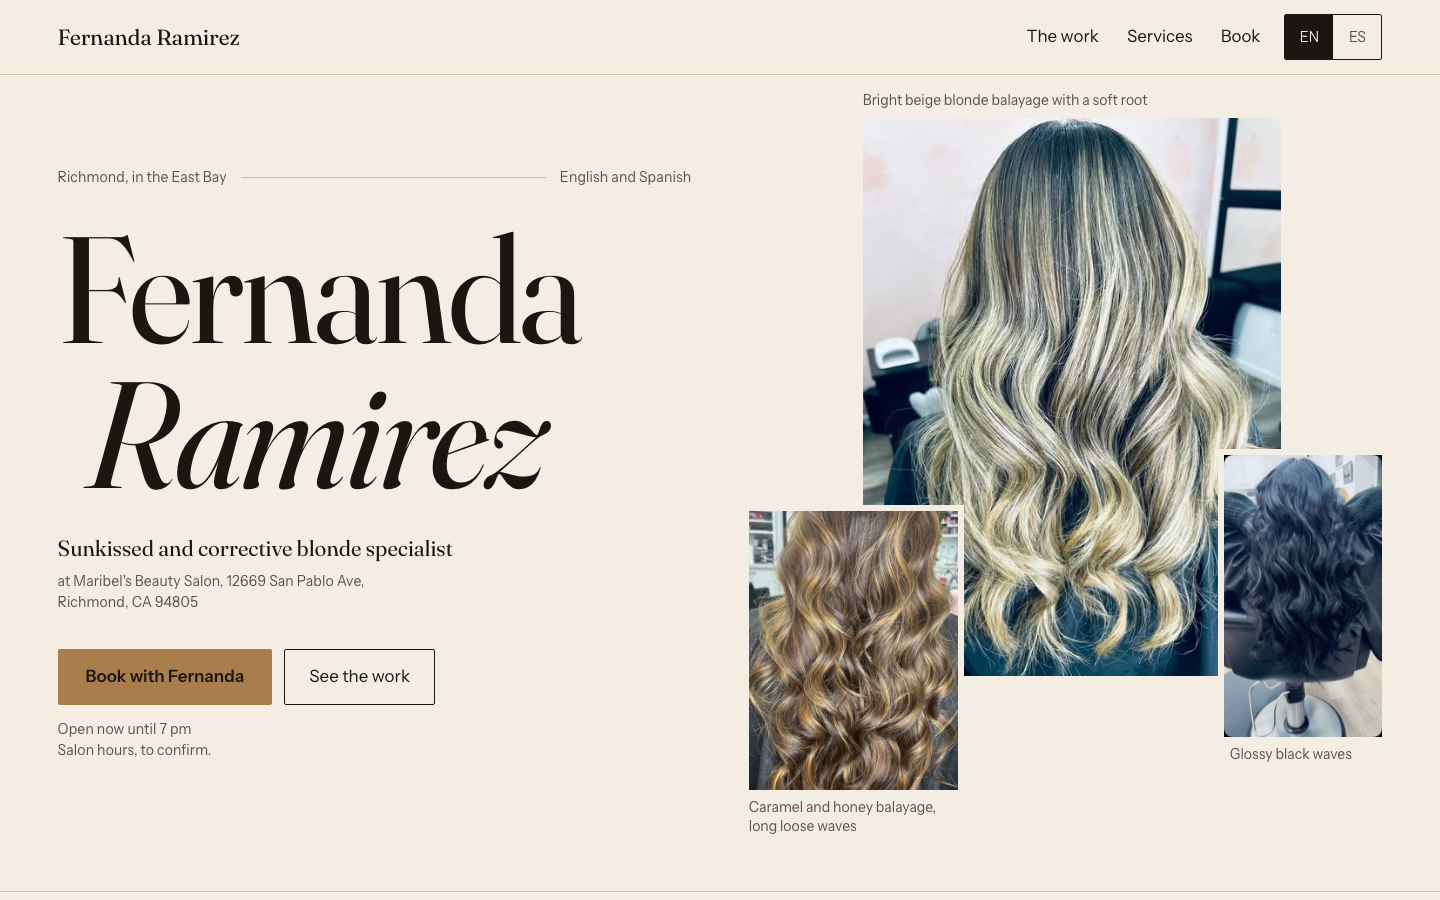 Fernanda Ramirez
The work
Services
Book
EN
ES
Richmond, in the East Bay
English and Spanish
Fernanda
Ramirez
Sunkissed and corrective blonde specialist
at Maribel's Beauty Salon, 12669 San Pablo Ave,
Richmond, CA 94805
Book with Fernanda
See the work
Open now until 7 pm
Salon hours, to confirm.
Bright beige blonde balayage with a soft root
Caramel and honey balayage,
long loose waves
Glossy black waves